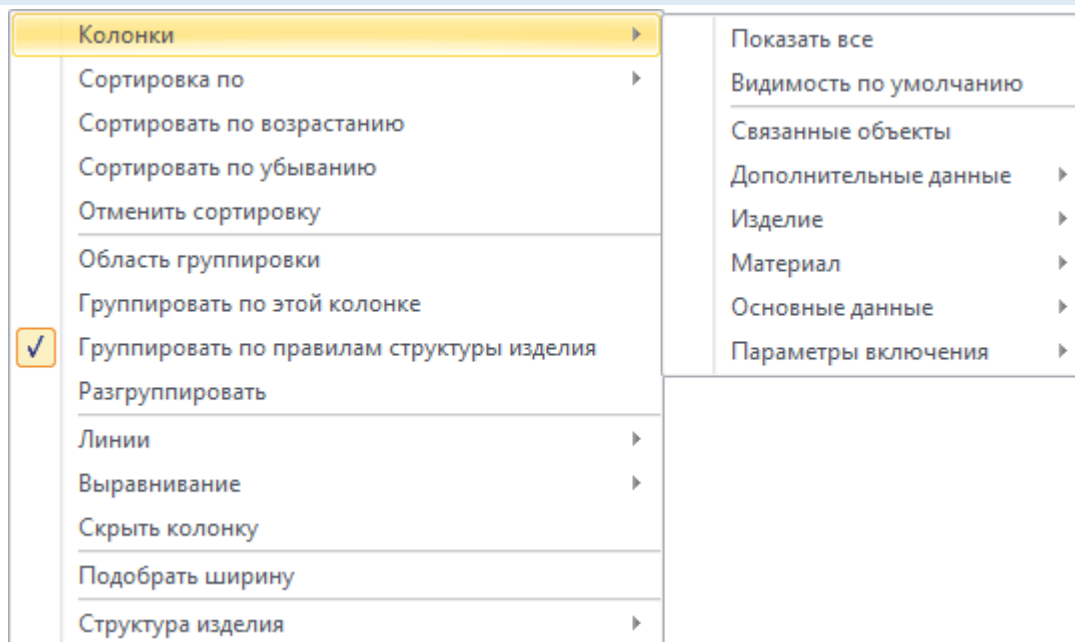 Колонки
Сортировка по
Сортировать по возрастанию
Сортировать по убыванию
Отменить сортировку
Область группировки
Группировать по этой колонке
Группировать по правилам структуры изделия
Разгруппировать
Линии
Выравнивание
Скрыть колонку
Подобрать ширину
Структура изделия
Показать все
Видимость по умолчанию
Связанные объекты
Дополнительные данные
Изделие
Материал
Основные данные
Параметры включения